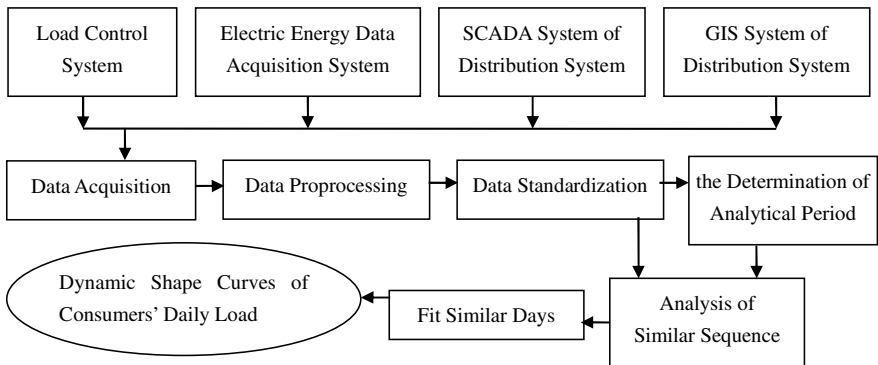 Load Control
System
Electric Energy Data
Acquisition System
SCADA System of
Distribution System
GIS System of
Distribution System
Data Acquisition
Data Proprocessing
Data Standardization
the Determination of
Analytical Period
Dynamic Shape Curves of
Consumers' Daily Load
Fit Similar Days
Analysis of
Similar Sequence